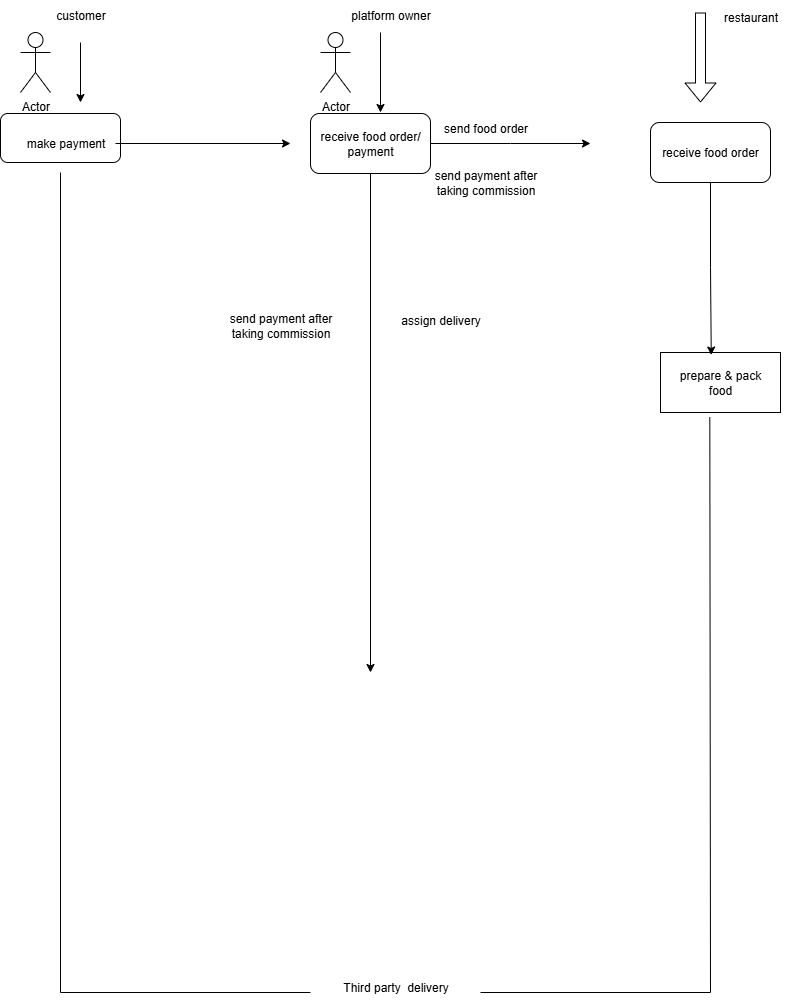 customer
platform owner
restaurant
Actor
Actor
make payment
receive food order/
payment
send food order
receive food order
send payment after
taking commission
send payment after
taking commission
assign delivery
prepare & pack
food
Third party delivery